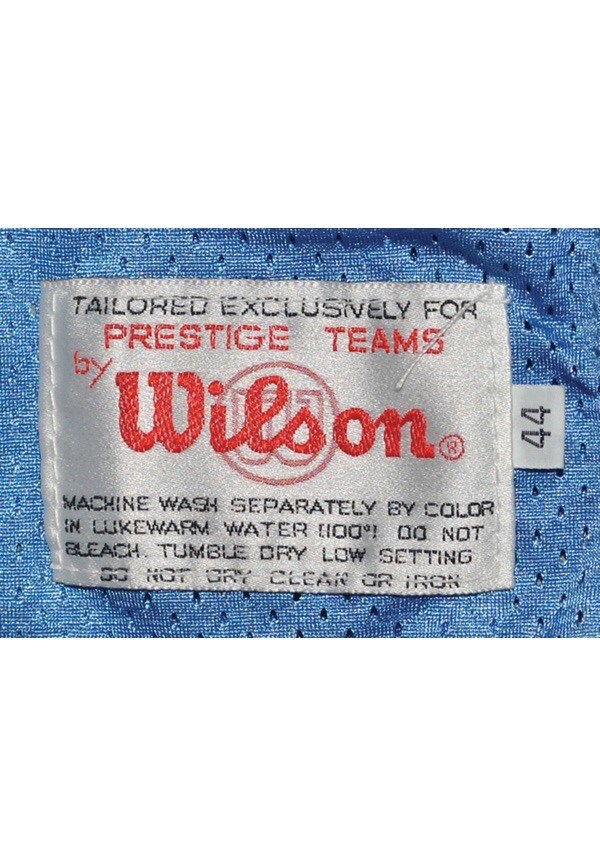 TAILORED EXCLUSIVELY FOR
PRESTIGE TEAMS
by
Wilson®
44
MACHINE WASH SEPARATELY BY COLOR
IN LUKEWARM WATER (100°) DO NOT
BLEACH. TUMBLE DRY LOW SETTING
DO NOT DRY CLEAN OR IRON